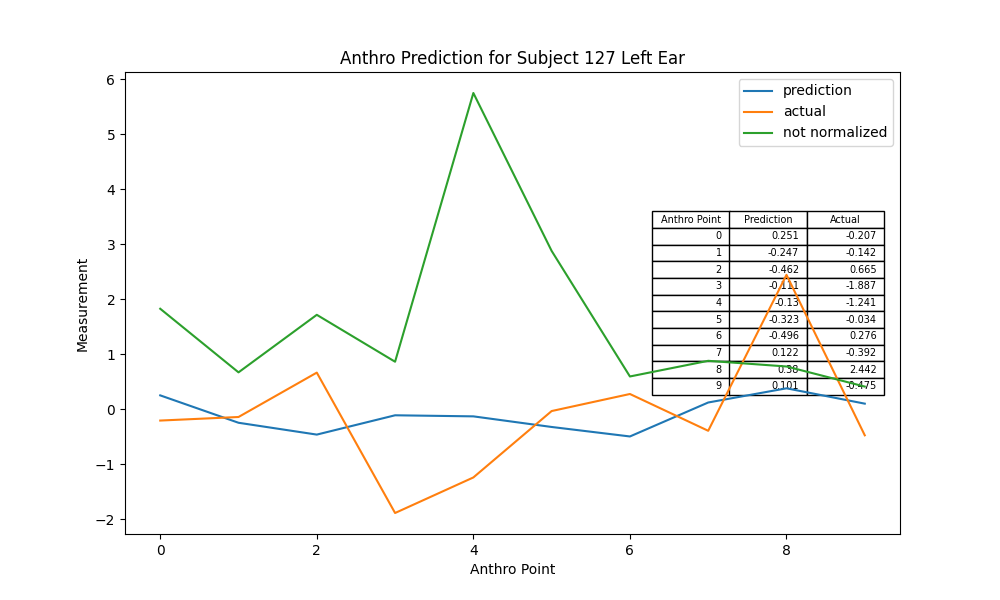 Anthro Prediction for Subject 127 Left Ear
6
5
4
3
2
1
0
−1
−2
Measurement
prediction
actual
not normalized
Anthro Point Prediction Actual
0 0.251 -0.207
1 -0.247 -0.142
2 -0.462 0.665
3 -0.111 -1.887
4 -0.13 -1.241
5 -0.323 -0.034
6 -0.496 0.276
7 0.122 -0.392
8 0.38 2.442
9 0.101 -0.475
0 2 4 6 8
Anthro Point